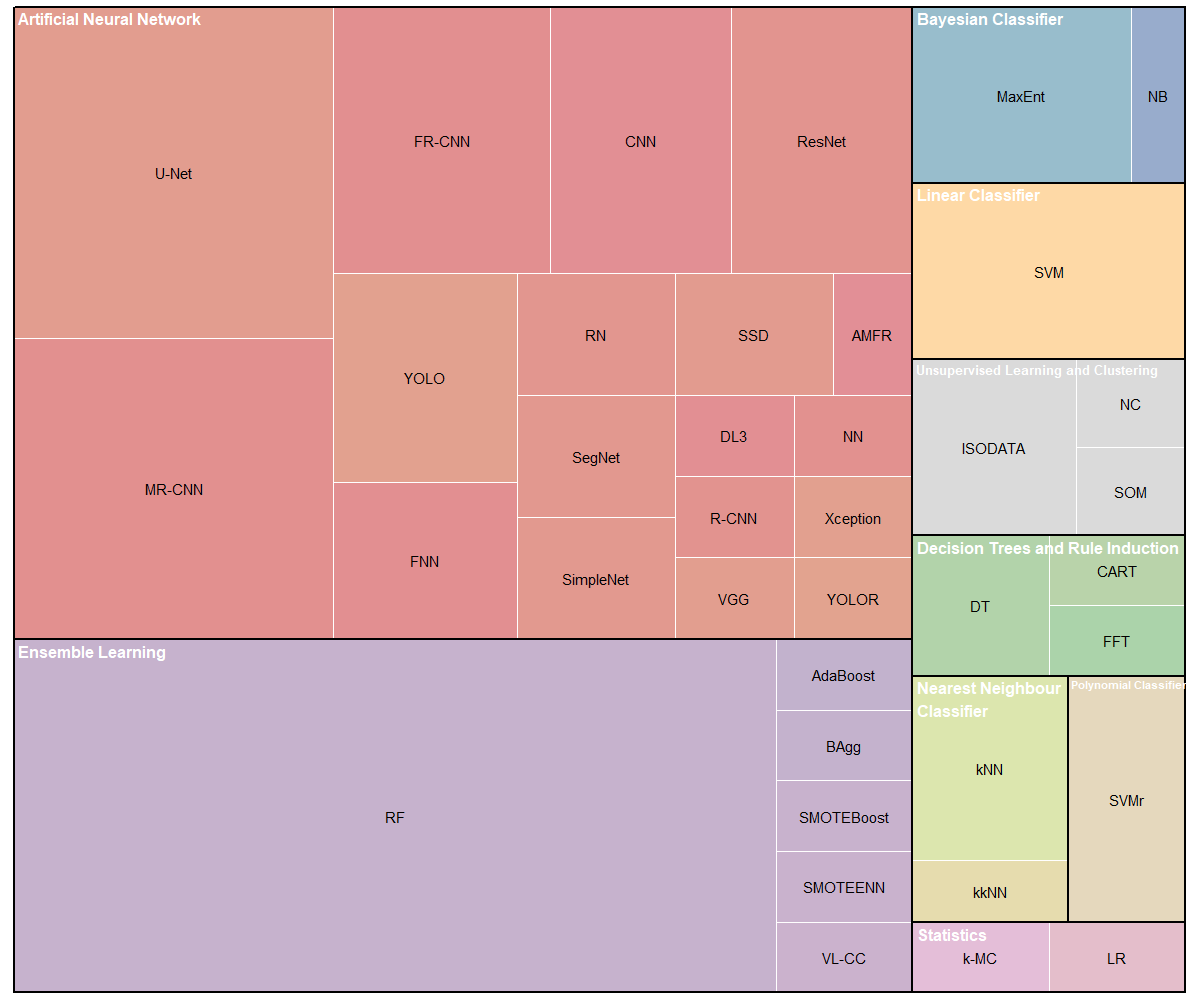 Artificial Neural Network
U-Net
FR-CNN
CNN
ResNet
MR-CNN
YOLO
RN
SSD
AMFR
SegNet
DL3
NN
R-CNN
Xception
FNN
SimpleNet
VGG
YOLOR
Ensemble Learning
RF
AdaBoost
BAgg
SMOTEBoost
SMOTEENN
VL-CC
Bayesian Classifier
MaxEnt
NB
Linear Classifier
SVM
Unsupervised Learning and Clustering
ISODATA
NC
SOM
Decision Trees and Rule Induction
DT
CART
FFT
Nearest Neighbour
Classifier
kNN
kkNN
Polynomial Classifier
SVMr
Statistics
k-MC
LR